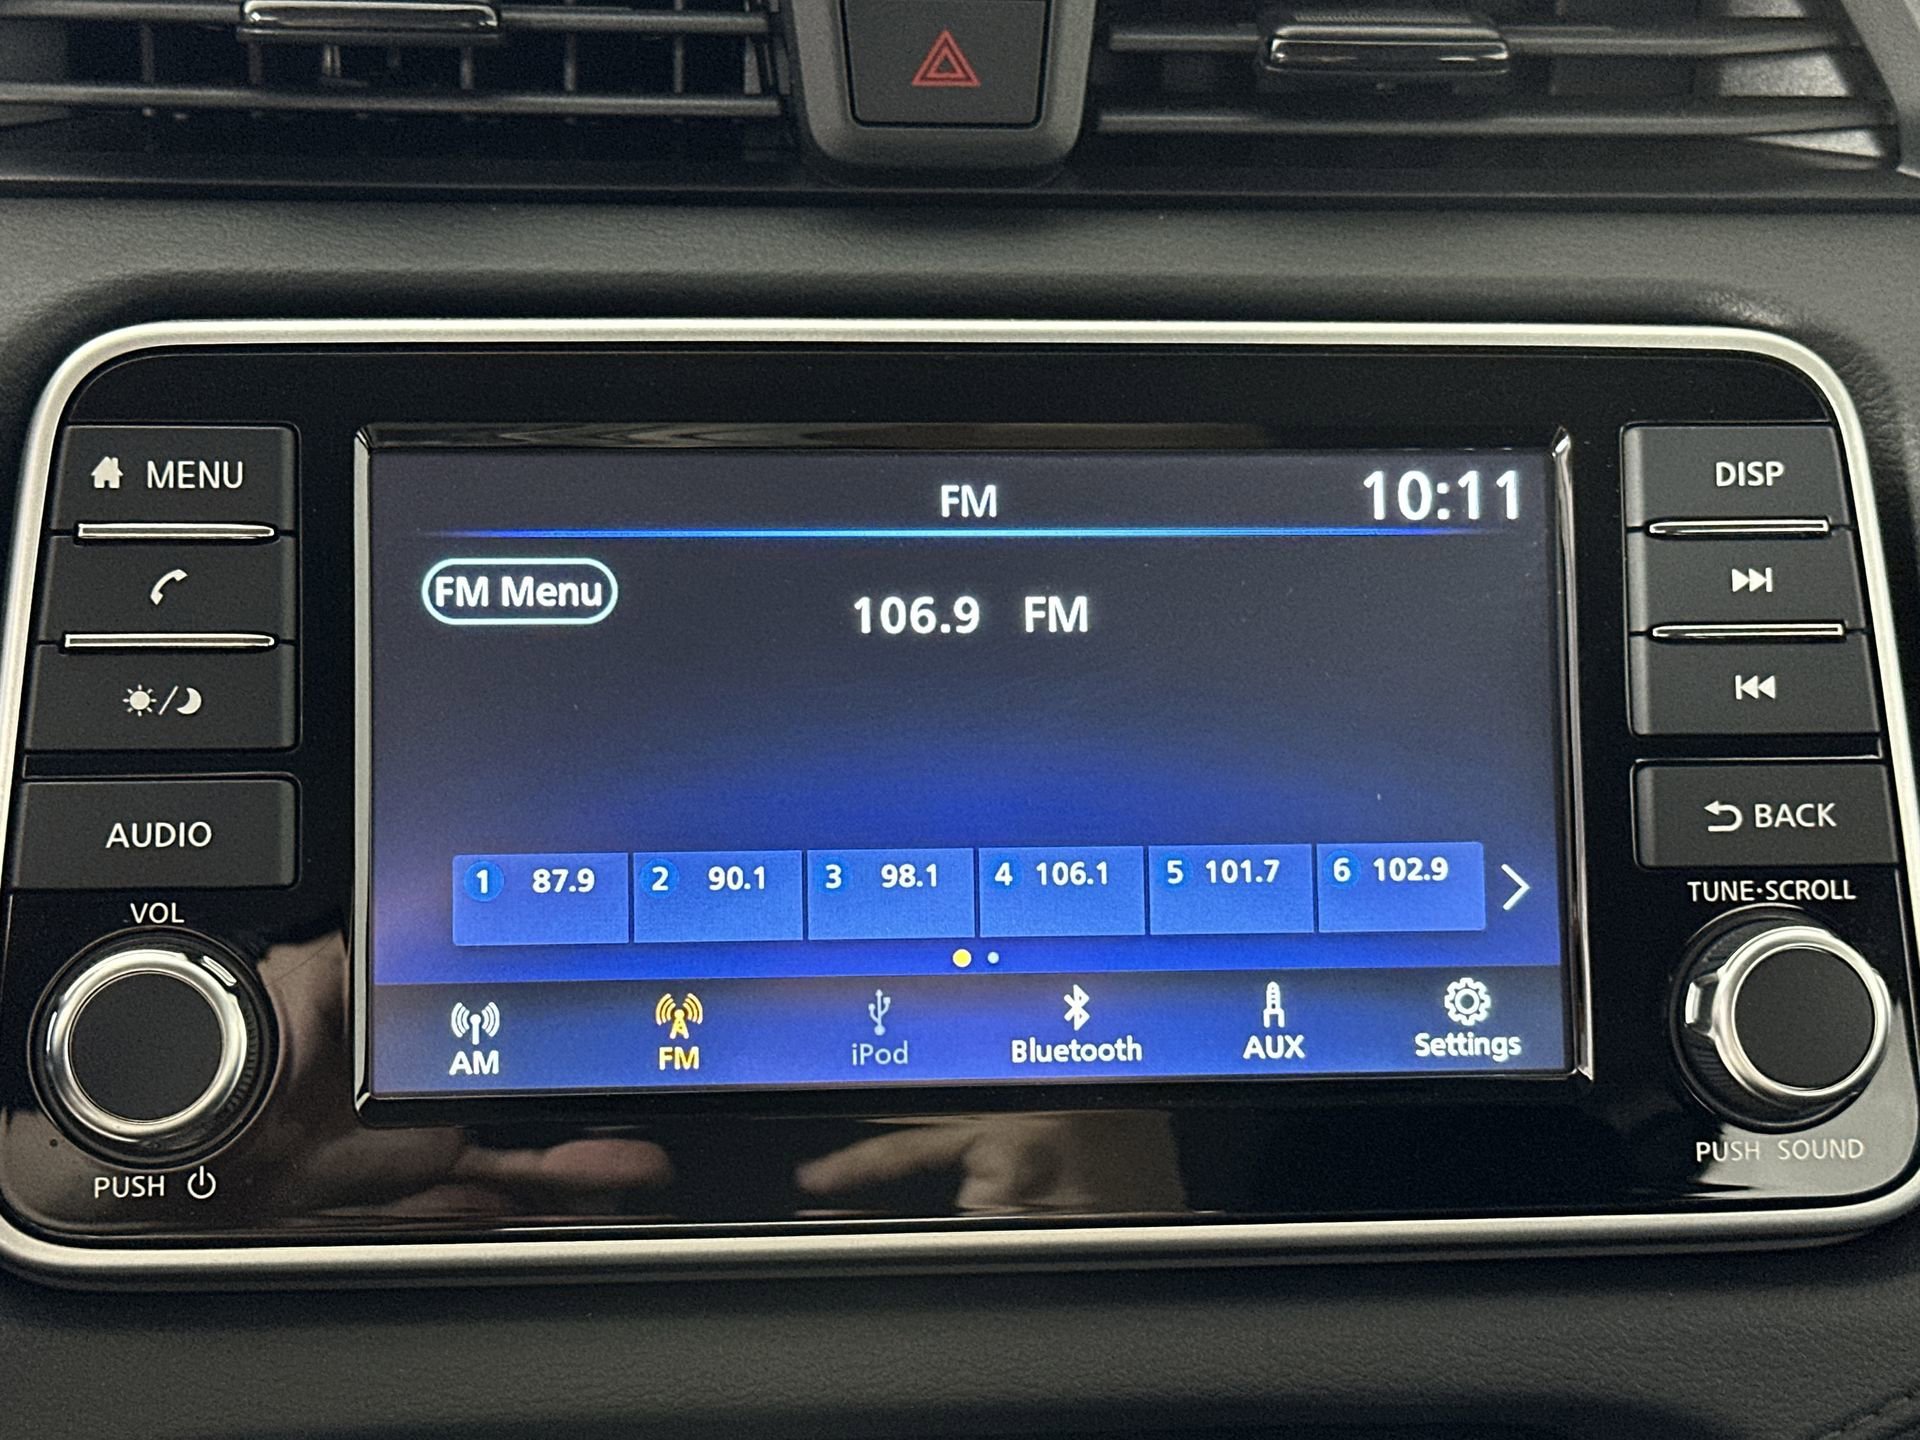 MENU
DISP
FM
10:11
FM Menu
106.9 FM
AUDIO
BACK
1 87.9
2 90.1
3 98.1
4 106.1
5 101.7
6 102.9
VOL
TUNE·SCROLL
AM
FM
iPod
Bluetooth
AUX
Settings
PUSH
PUSH SOUND